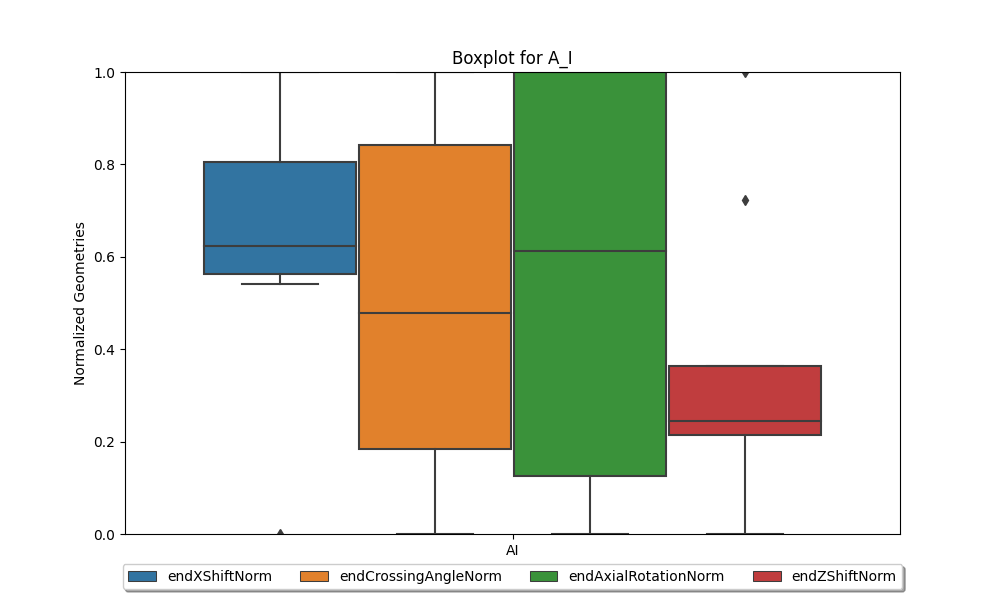 Boxplot for A_I
1.0
0.8
0.6
0.4
0.2
0.0
Normalized Geometries
AI
endXShiftNorm endCrossingAngleNorm endAxialRotationNorm endZShiftNorm